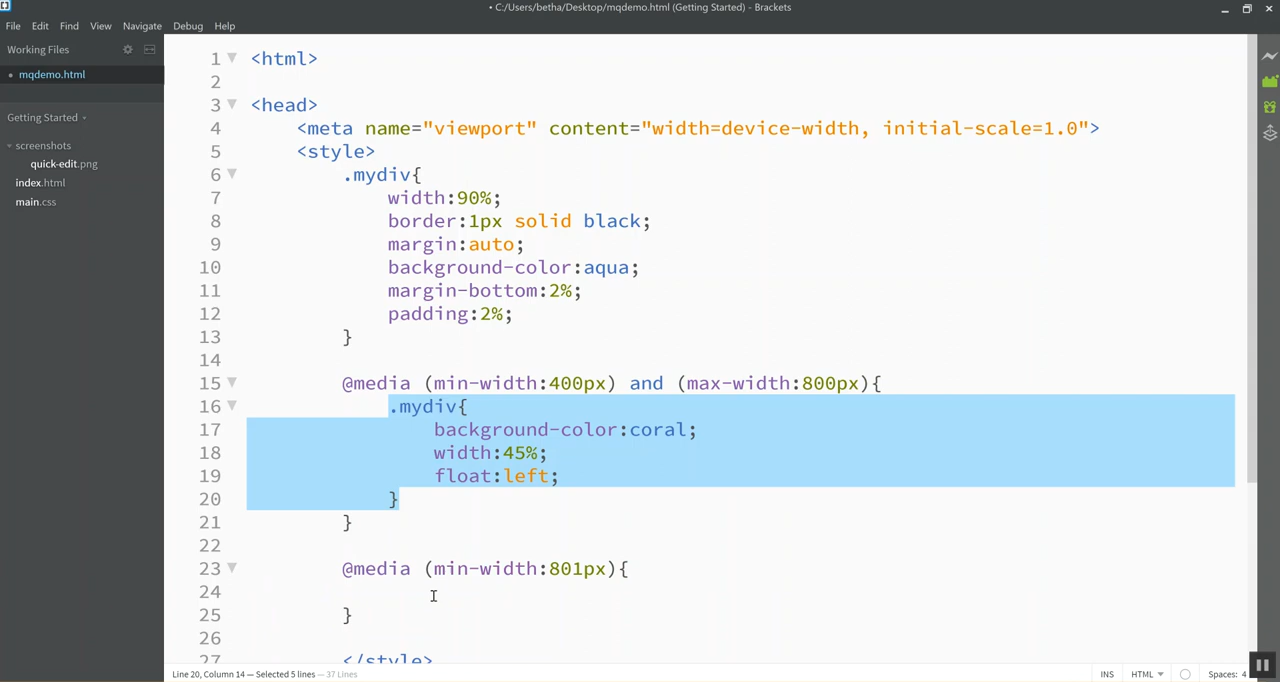 • C:/Users/betha/Desktop/mqdemo.html (Getting Started) - Brackets
File Edit Find View Navigate Debug Help
Working Files
• mqdemo.html
Getting Started
screenshots
quick-edit.png
index.html
main.css
1 <html>
2
3 <head>
4 <meta name="viewport" content="width=device-width, initial-scale=1.0">
5 <style>
6 .mydiv{
7 width:90%;
8 border:1px solid black;
9 margin:auto;
10 background-color:aqua;
11 margin-bottom:2%;
12 padding:2%;
13 }
14
15 @media (min-width:400px) and (max-width:800px){
16 .mydiv{
17 background-color:coral;
18 width:45%;
19 float:left;
20 }
21 }
22
23 @media (min-width:801px){
24
25 }
26
27 </style>
Line 20, Column 14 — Selected 5 lines — 37 Lines
INS HTML Spaces: 4